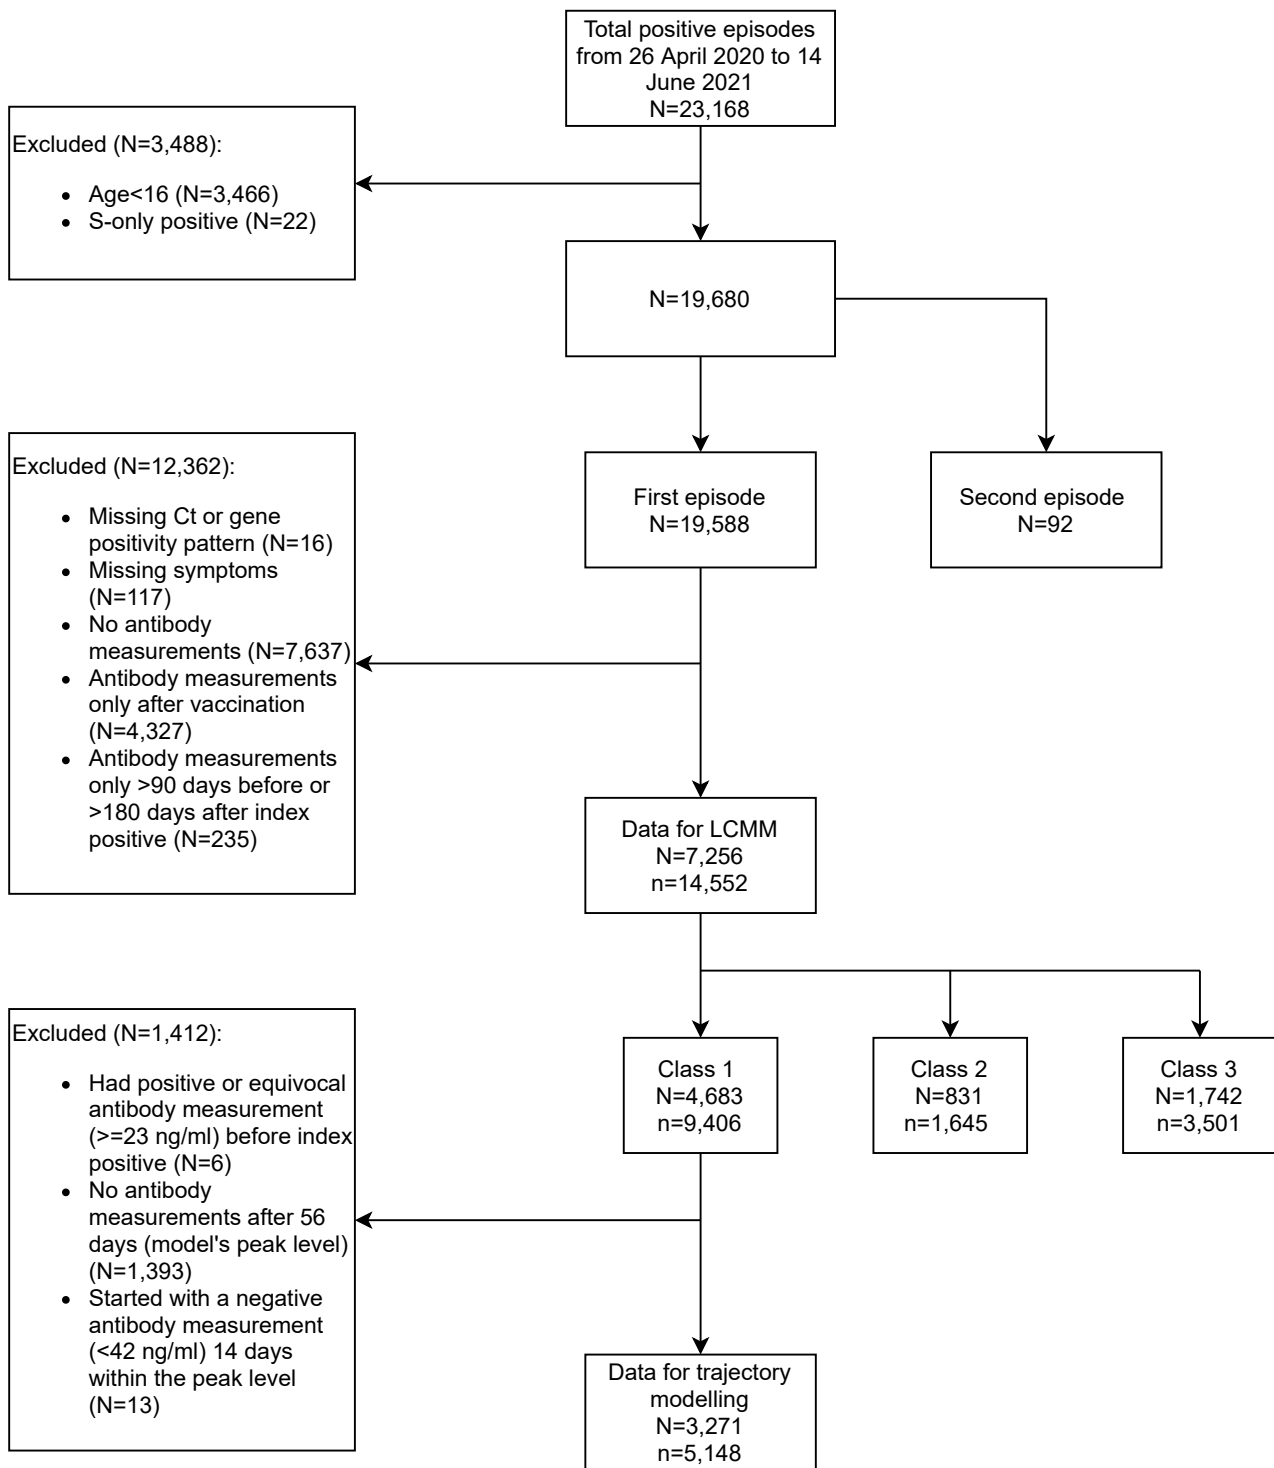 Total positive episodes
from 26 April 2020 to 14
June 2021
N=23,168
Excluded (N=3,488):
• Age<16 (N=3,466)
• S-only positive (N=22)
N=19,680
Excluded (N=12,362):
• Missing Ct or gene
positivity pattern (N=16)
• Missing symptoms
(N=117)
• No antibody
measurements (N=7,637)
• Antibody measurements
only after vaccination
(N=4,327)
• Antibody measurements
only >90 days before or
>180 days after index
positive (N=235)
First episode
N=19,588
Second episode
N=92
Data for LCMM
N=7,256
n=14,552
Excluded (N=1,412):
• Had positive or equivocal
antibody measurement
(>=23 ng/ml) before index
positive (N=6)
• No antibody
measurements after 56
days (model's peak level)
(N=1,393)
• Started with a negative
antibody measurement
(<42 ng/ml) 14 days
within the peak level
(N=13)
Class 1
N=4,683
n=9,406
Class 2
N=831
n=1,645
Class 3
N=1,742
n=3,501
Data for trajectory
modelling
N=3,271
n=5,148